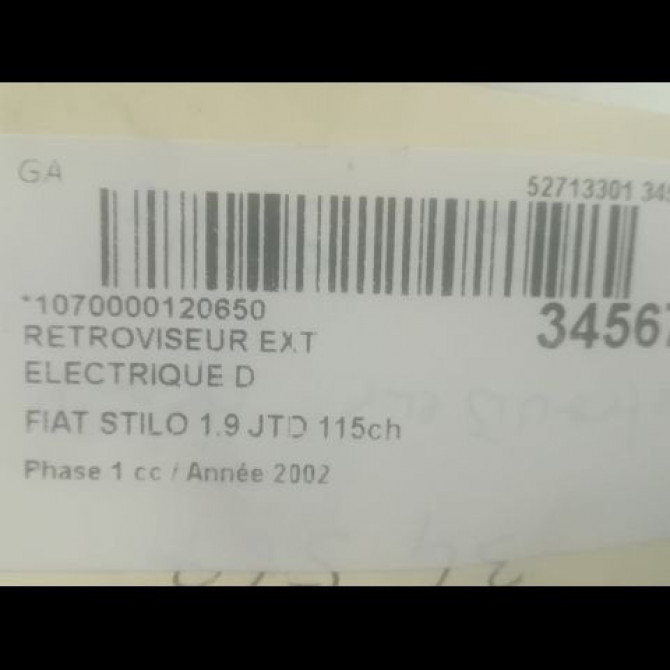 GA
52713301 345
*1070000120650
34567
RETROVISEUR EXT
ELECTRIQUE D
FIAT STILO 1.9 JTD 115ch
Phase 1 cc / Année 2002